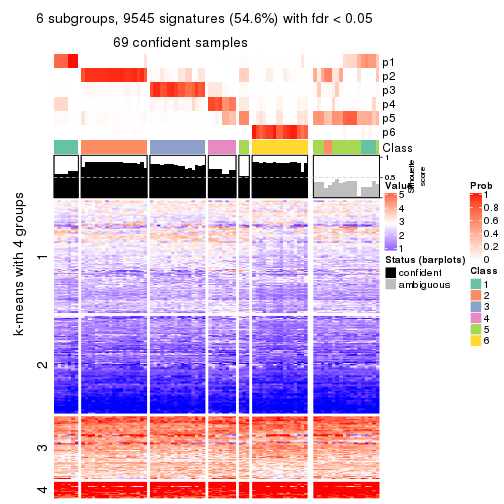 6 subgroups, 9545 signatures (54.6%) with fdr < 0.05
69 confident samples
p1
p2
p3
p4
p5
p6
Class
1
0.5
0
Silhouette
score
k-means with 4 groups
1
2
3
4
Value
5
4
3
2
1
Status (barplots)
confident
ambiguous
Prob
1
0.8
0.6
0.4
0.2
0
Class
1
2
3
4
5
6